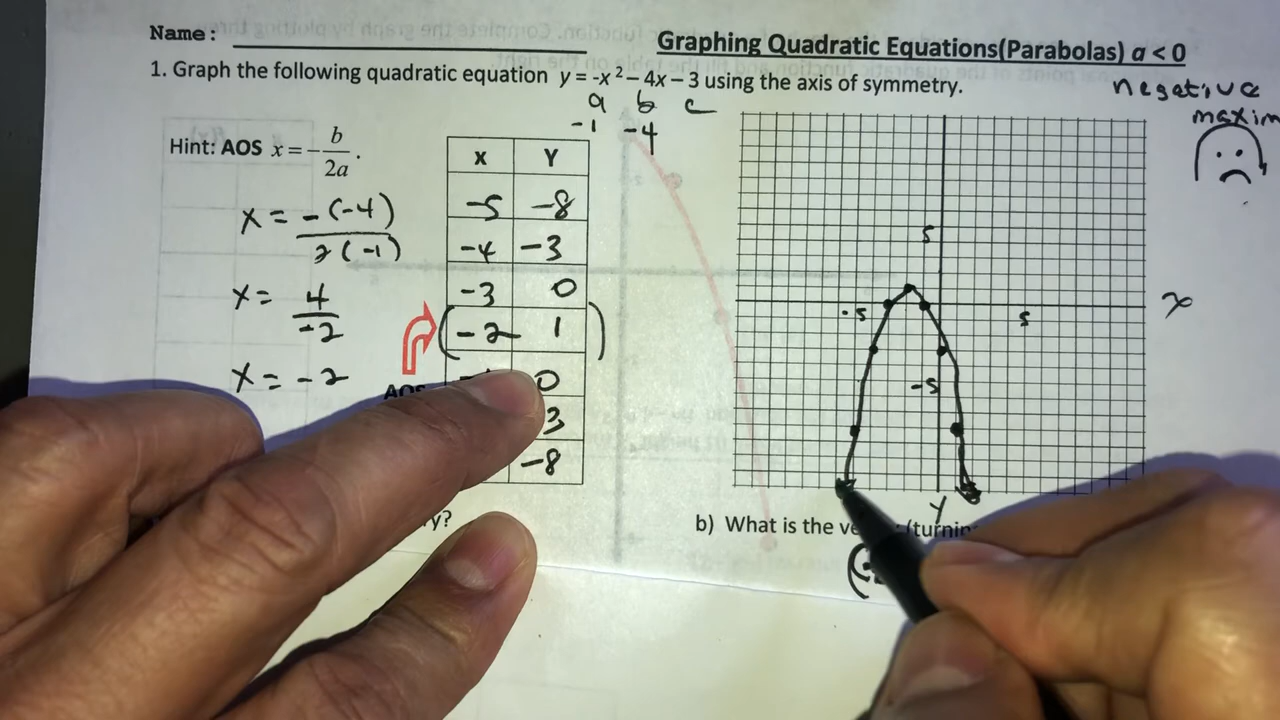 Name:
Graphing Quadratic Equations(Parabolas) a < 0
1. Graph the following quadratic equation y = -x² – 4x – 3 using the axis of symmetry.
negative
maxim
a b c
-1 -4
Hint: AOS x = - b/2a .
x = -(-4)/2(-1)
x = 4/-2
x = -2
AOS
X Y
-5 -8
-4 -3
-3 0
(-2 1)
0
3
-8
5
-5 5
-5
x
y
y?
b) What is the ve (turnin